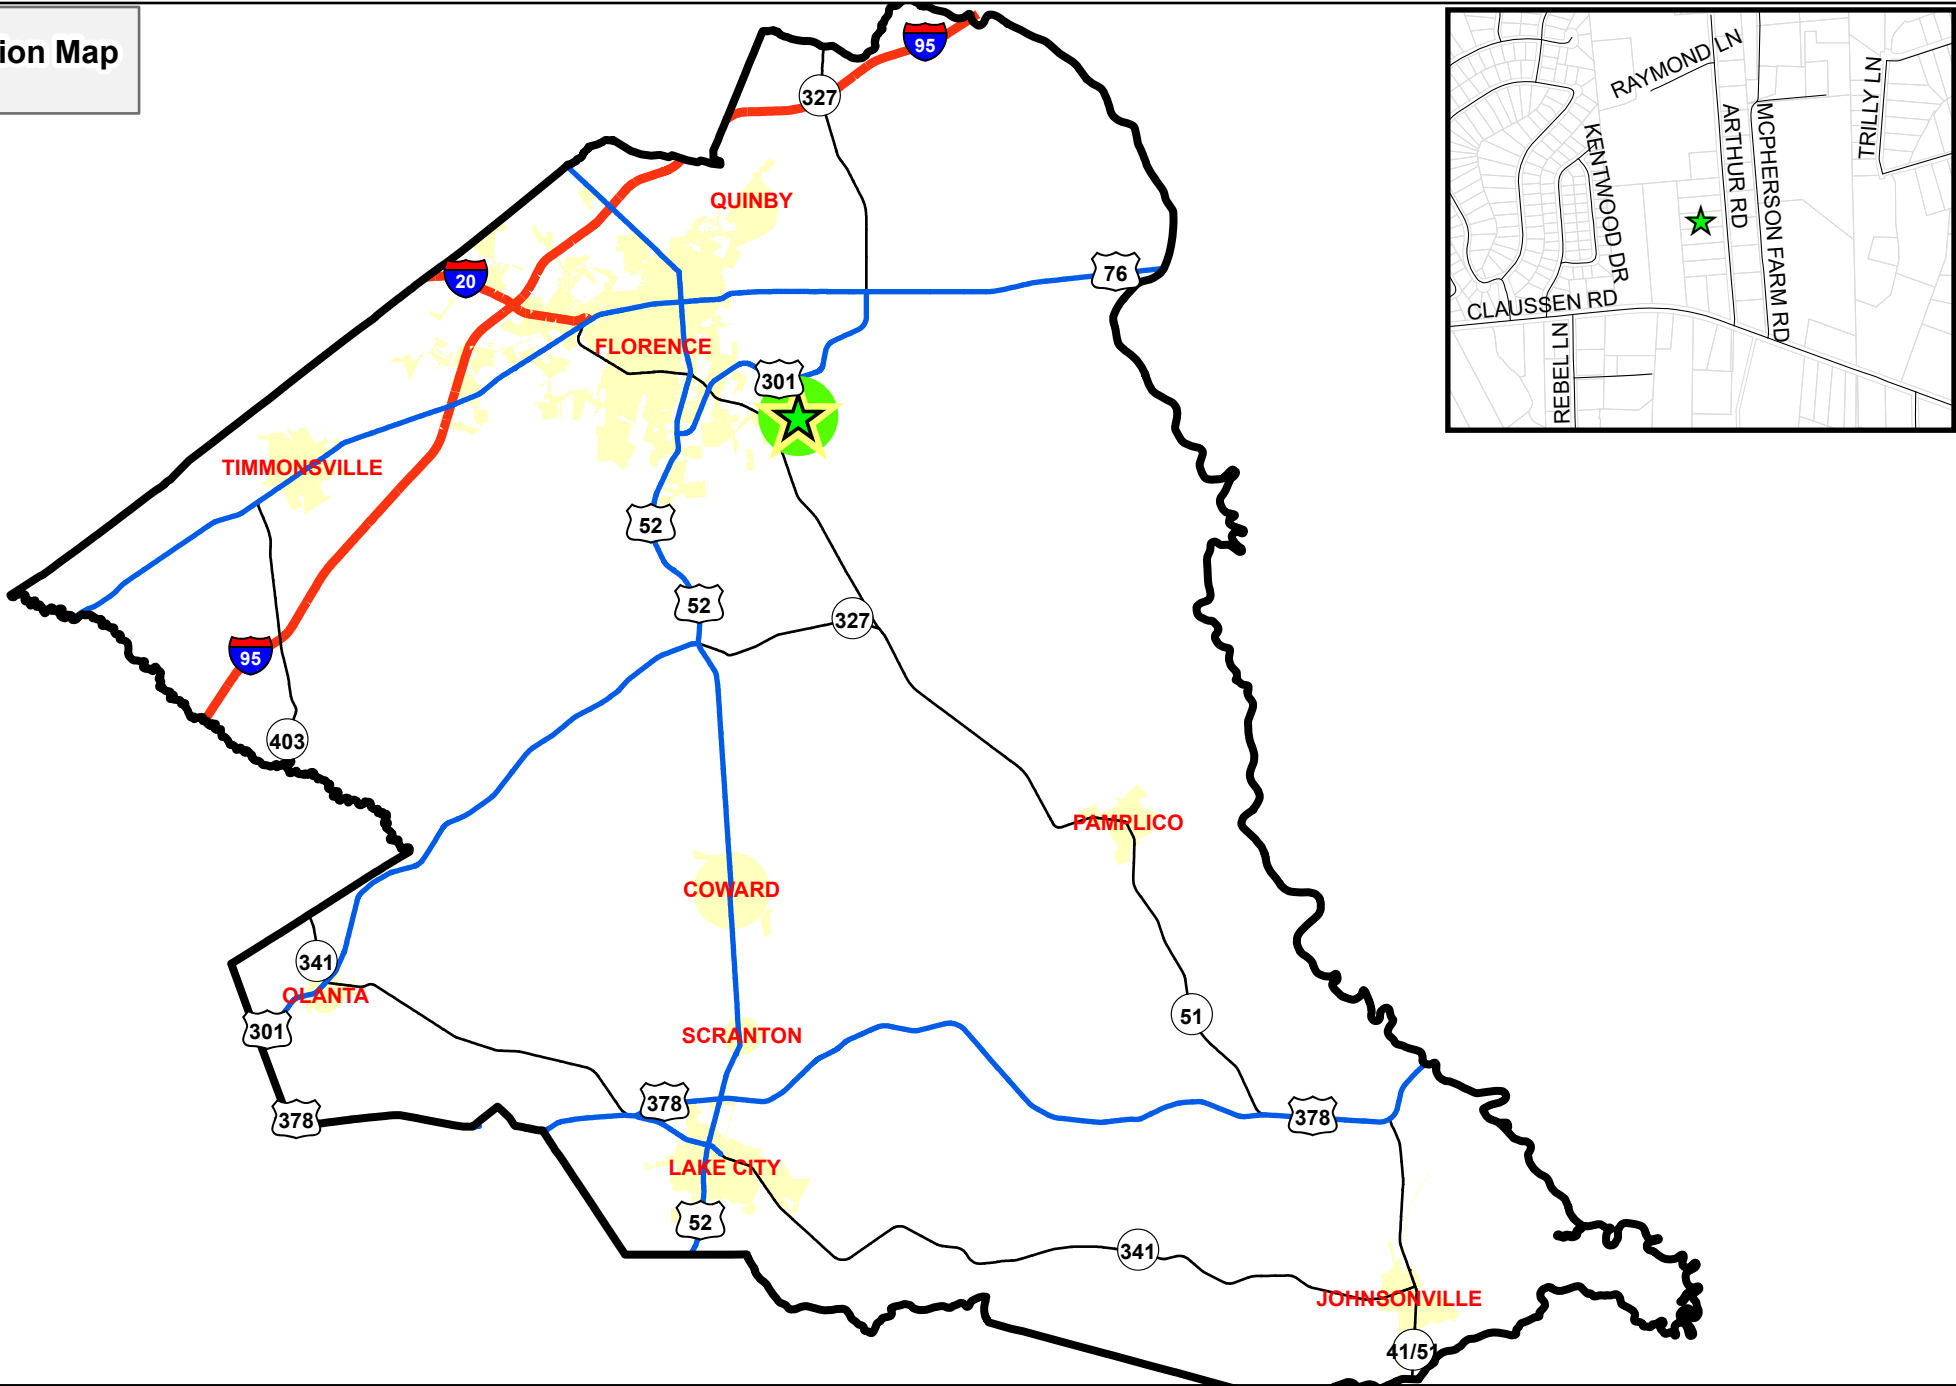 ion Map
95
327
QUINBY
20
76
FLORENCE
301
TIMMONSVILLE
52
52
327
95
403
PAMPLICO
COWARD
341
OLANTA
301
51
SCRANTON
378
378
378
LAKE CITY
52
341
JOHNSONVILLE
41/51
RAYMOND LN
TRILLY LN
ARTHUR RD
MCPHERSON FARM RD
KENTWOOD DR
CLAUSSEN RD
REBEL LN